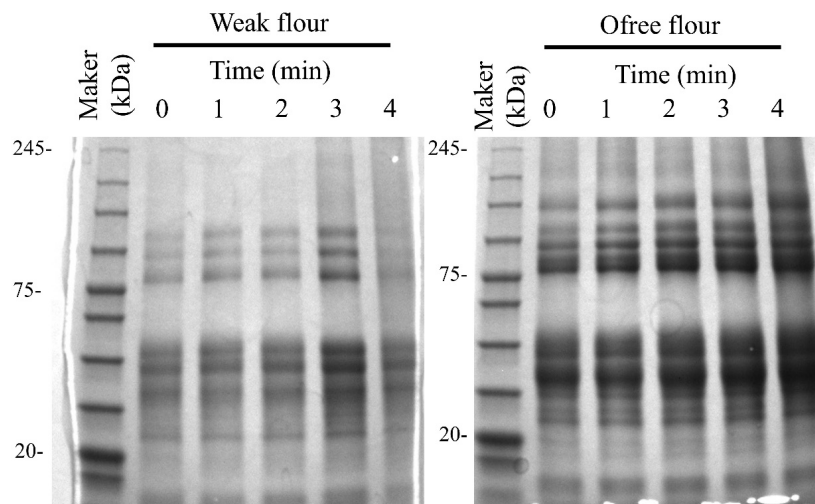 Weak flour
Time (min)
Maker
(kDa)
0 1 2 3 4
245-
75-
20-
Ofree flour
Time (min)
Maker
(kDa)
0 1 2 3 4
245-
75-
20-